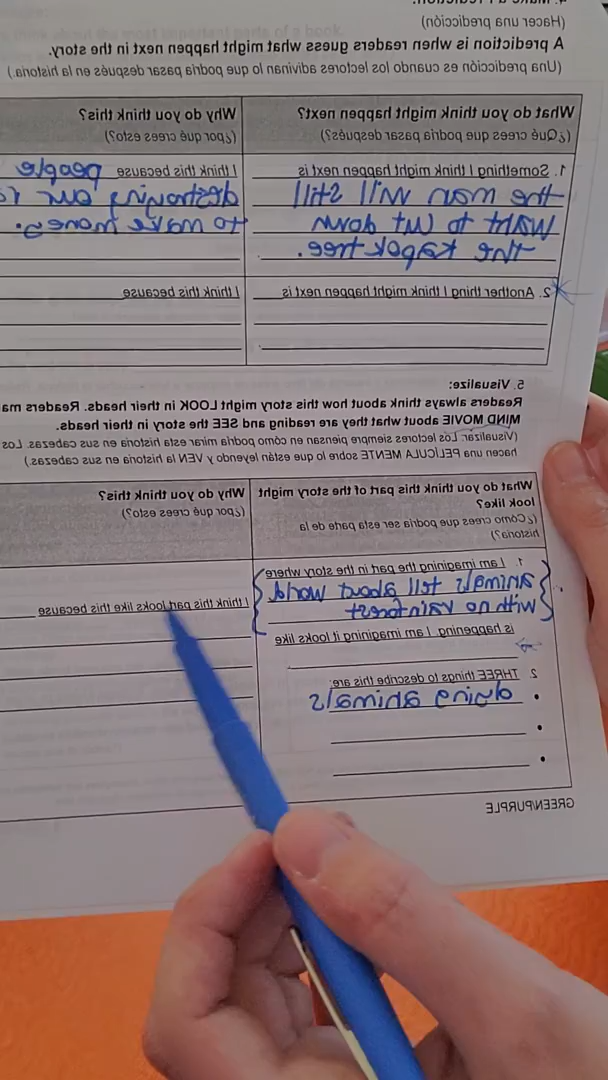 (Hacer una predicción)
A prediction is when readers guess what might happen next in the story.
(Una predicción es cuando los lectores adivinan lo que podría pasar después en la historia.)
What do you think might happen next?
(¿Qué crees que podría pasar después?)
Why do you think this?
(¿por qué crees esto?)
1. Something I think might happen next is
the man will still
want to cut down
the kapok tree.
I think this because people
destroying our
to make money.
2. Another thing I think might happen next is
I think this because
5. Visualize:
Readers always think about how this story might LOOK in their heads. Readers
MIND MOVIE about what they are reading and SEE the story in their heads.
(Visualizar: Los lectores siempre piensan en cómo podría mirar esta historia en sus cabezas. Los
hacen una PELÍCULA MENTE sobre lo que están leyendo y VEN la historia en sus cabezas.)
What do you think this part of the story might
look like?
(¿Cómo crees que podría ser esta parte de la
historia?)
Why do you think this?
(¿por qué crees esto?)
1. I am imagining the part in the story where
animals tell about world
with no rainforest
is happening. I am imagining it looks like
I think this part looks like this because
2. THREE things to describe this are:
• dying animals
•
•
GREEN/PURPLE